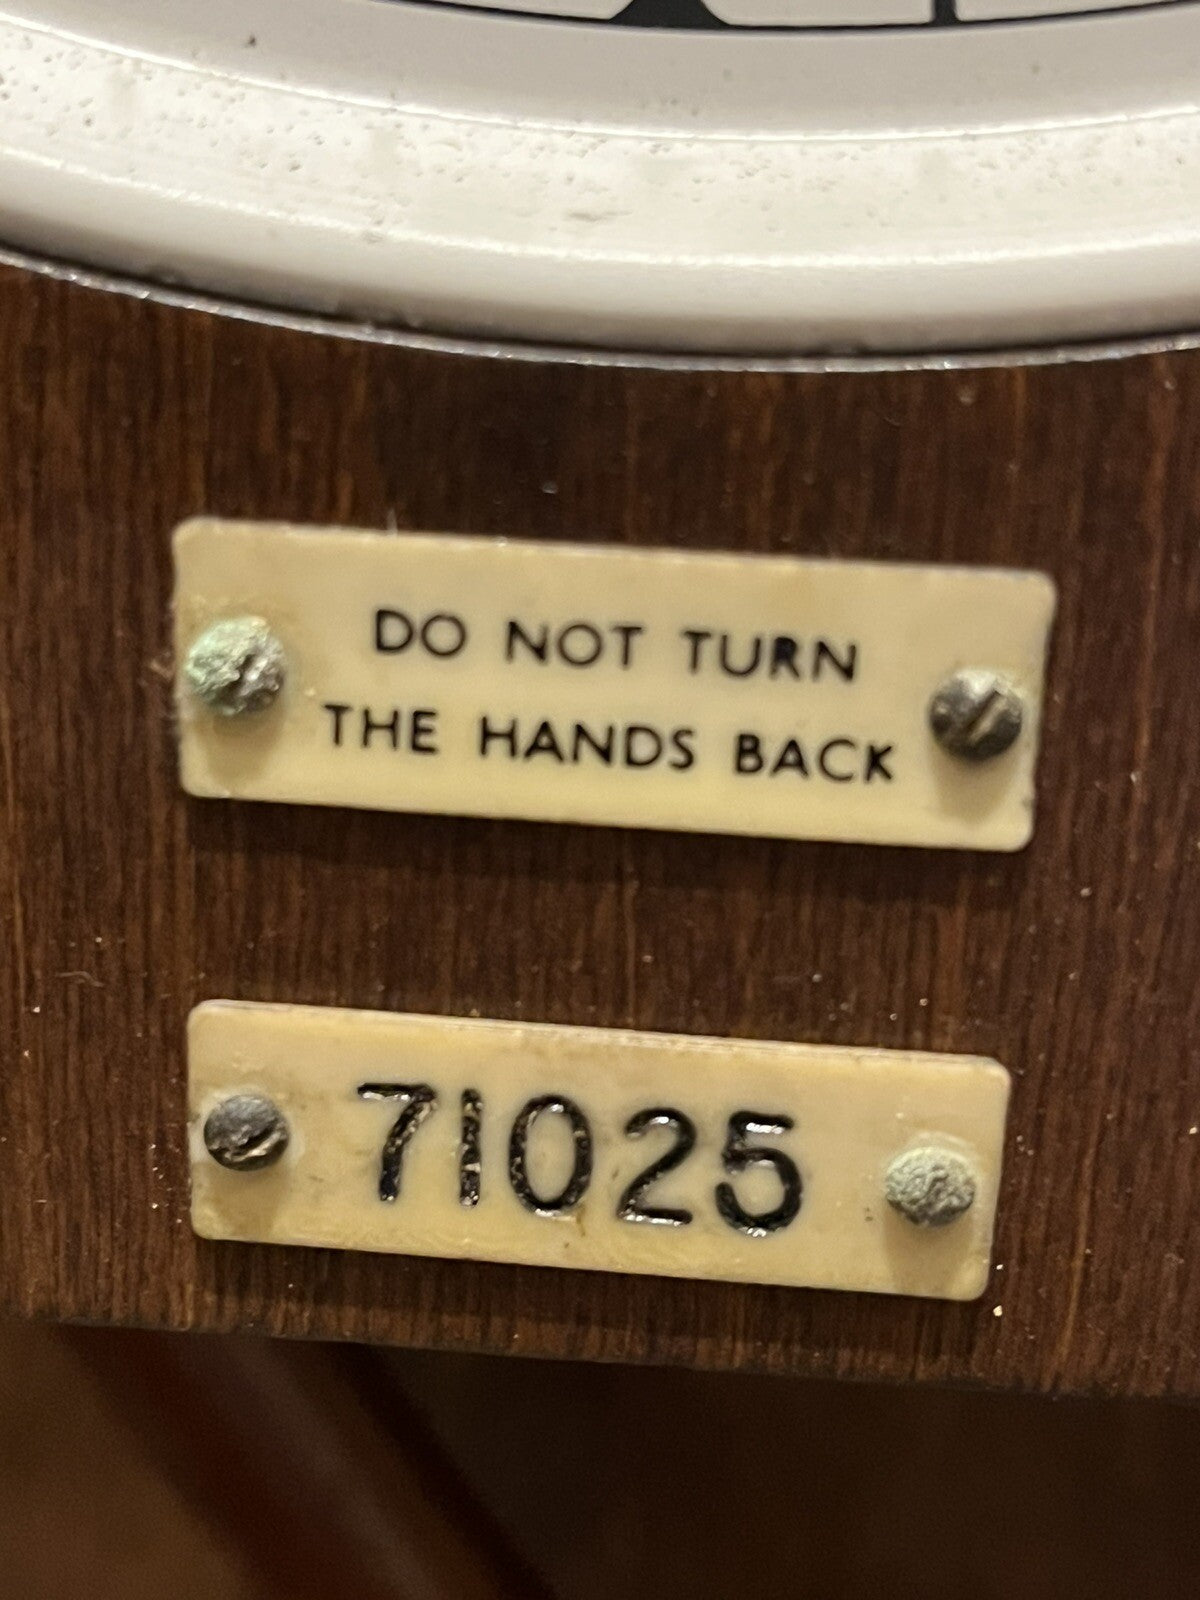 DO NOT TURN
THE HANDS BACK
71025